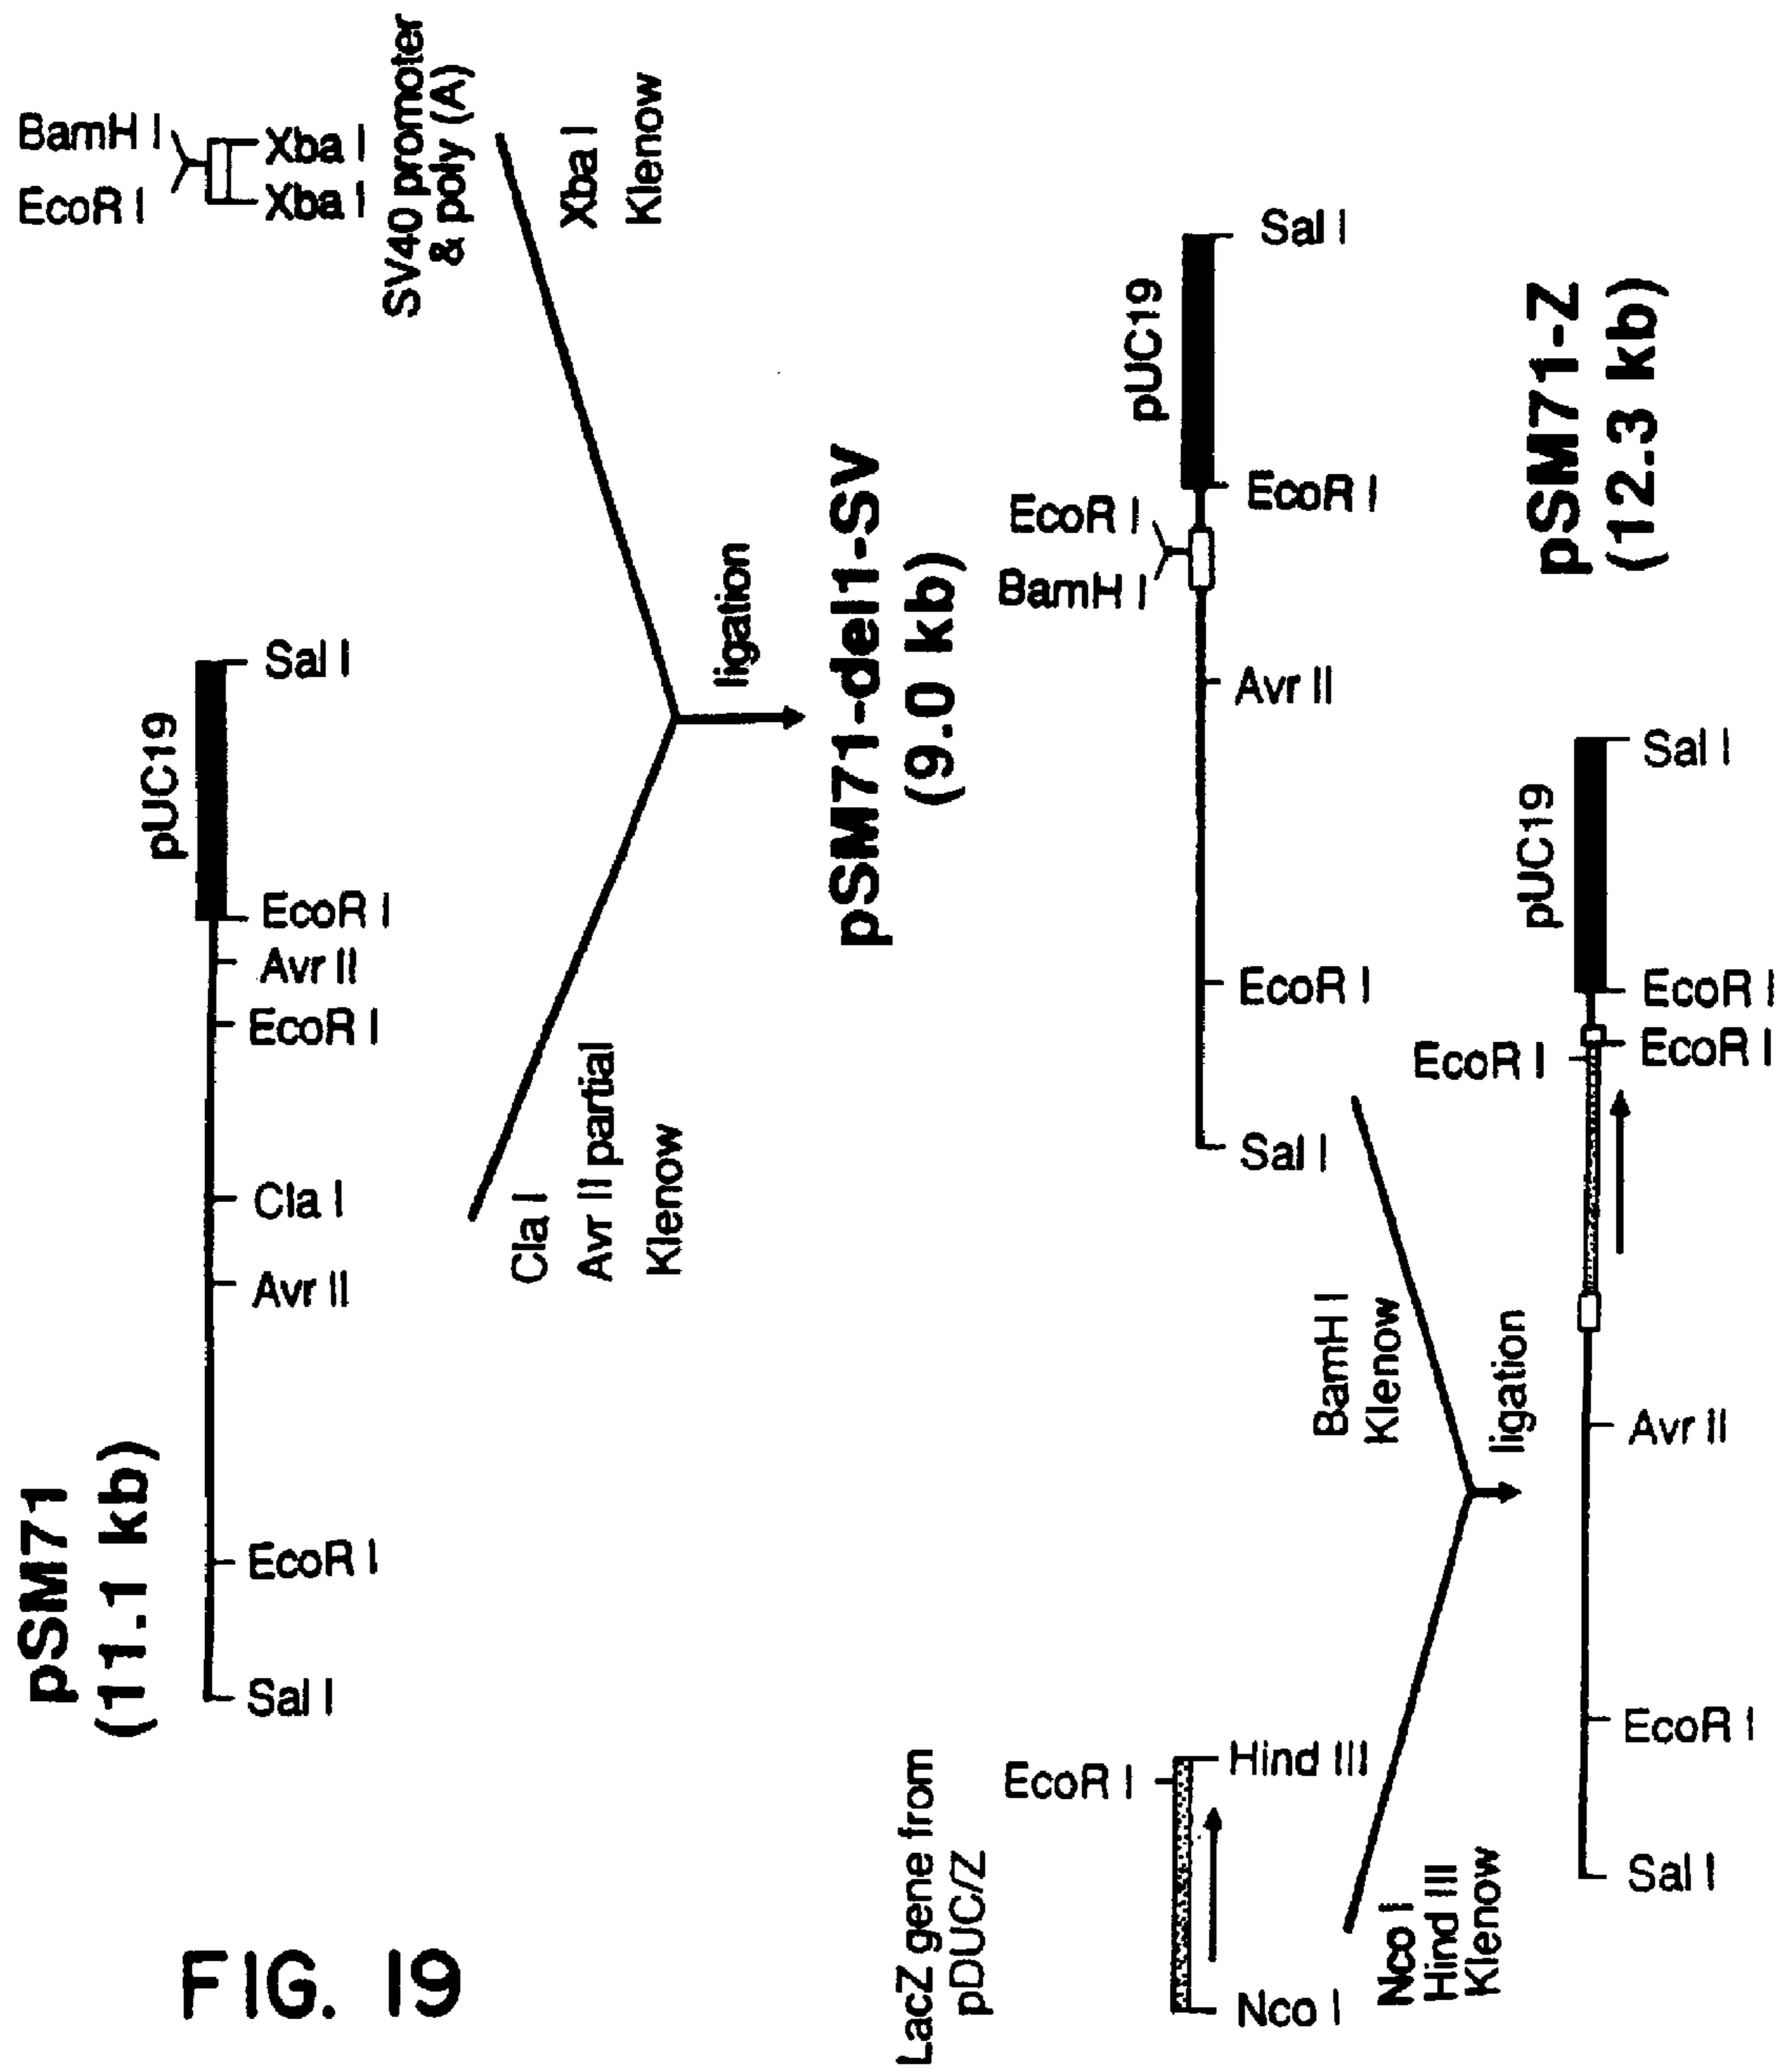 FIG. 19
pSM71
(11.1 kb)
pUC19
Sal I
EcoR I
Avr II
Cla I
EcoR I
Avr II
EcoR I
Sal I
BamH I
EcoR I
Xba I
Xba I
SV40 promoter
& poly (A)
Cla I
Avr II partial
Klenow
Xba I
Klenow
ligation
pSM71-del1-SV
(9.0 kb)
pUC19
BamH I
EcoR I
Sal I
EcoR I
Avr II
EcoR I
Sal I
LacZ gene from
pDUC/Z
EcoR I
Nco I
Hind III
Nco I
Hind III
Klenow
BamH I
Klenow
ligation
pSM71-Z
(12.3 kb)
pUC19
EcoR I
Sal I
EcoR I
Avr II
EcoR I
EcoR I
Sal I